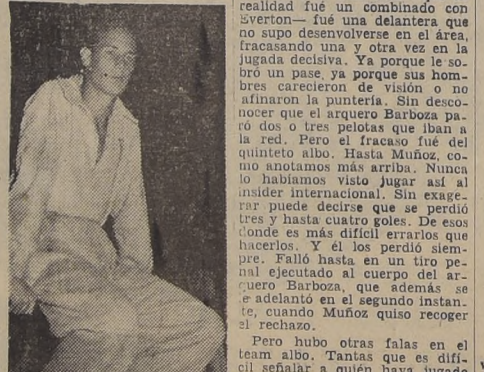 realidad fué un combinado con
Everton— fué una delantera que
no supo desenvolverse en el área,
fracasando una y otra vez en la
jugada decisiva. Ya porque le so-
bró un pase, ya porque sus hom-
bres carecieron de visión o no
afinaron la puntería. Sin desco-
nocer que el arquero Barboza pa-
ró dos o tres pelotas que iban a
la red. Pero el fracaso fué del
quinteto albo. Hasta Muñoz, co-
mo anotamos más arriba. Nunca
lo habíamos visto jugar así al
insider internacional. Sin exage-
rar puede decirse que se perdió
tres y hasta cuatro goles. De esos
donde es más difícil errarlos que
hacerlos. Y él los perdió siem-
pre. Falló hasta en un tiro pe-
nal ejecutado al cuerpo del ar-
quero Barboza, que además se
le adelantó en el segundo instan-
te, cuando Muñoz quiso recoger
el rechazo.
Pero hubo otras falas en el
team albo. Tantas que es difí-
cil señalar a quién haya jugado